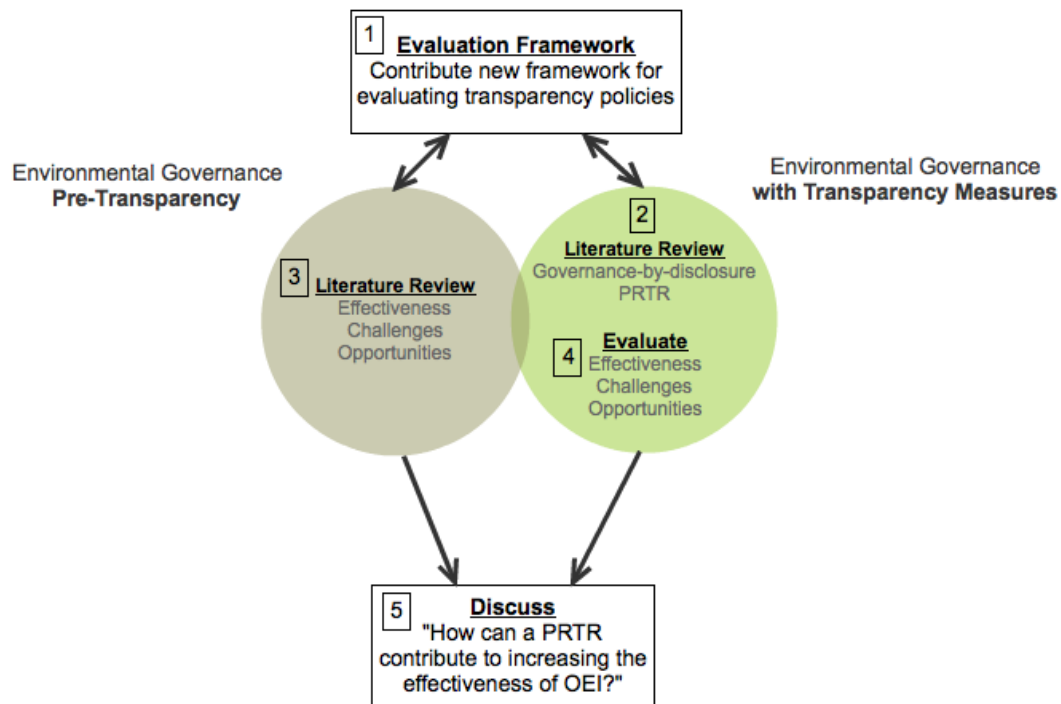 1
Evaluation Framework
Contribute new framework for
evaluating transparency policies
Environmental Governance
Pre-Transparency
Environmental Governance
with Transparency Measures
2
Literature Review
Governance-by-disclosure
PRTR
3
Literature Review
Effectiveness
Challenges
Opportunities
4
Evaluate
Effectiveness
Challenges
Opportunities
5
Discuss
"How can a PRTR
contribute to increasing the
effectiveness of OEI?"